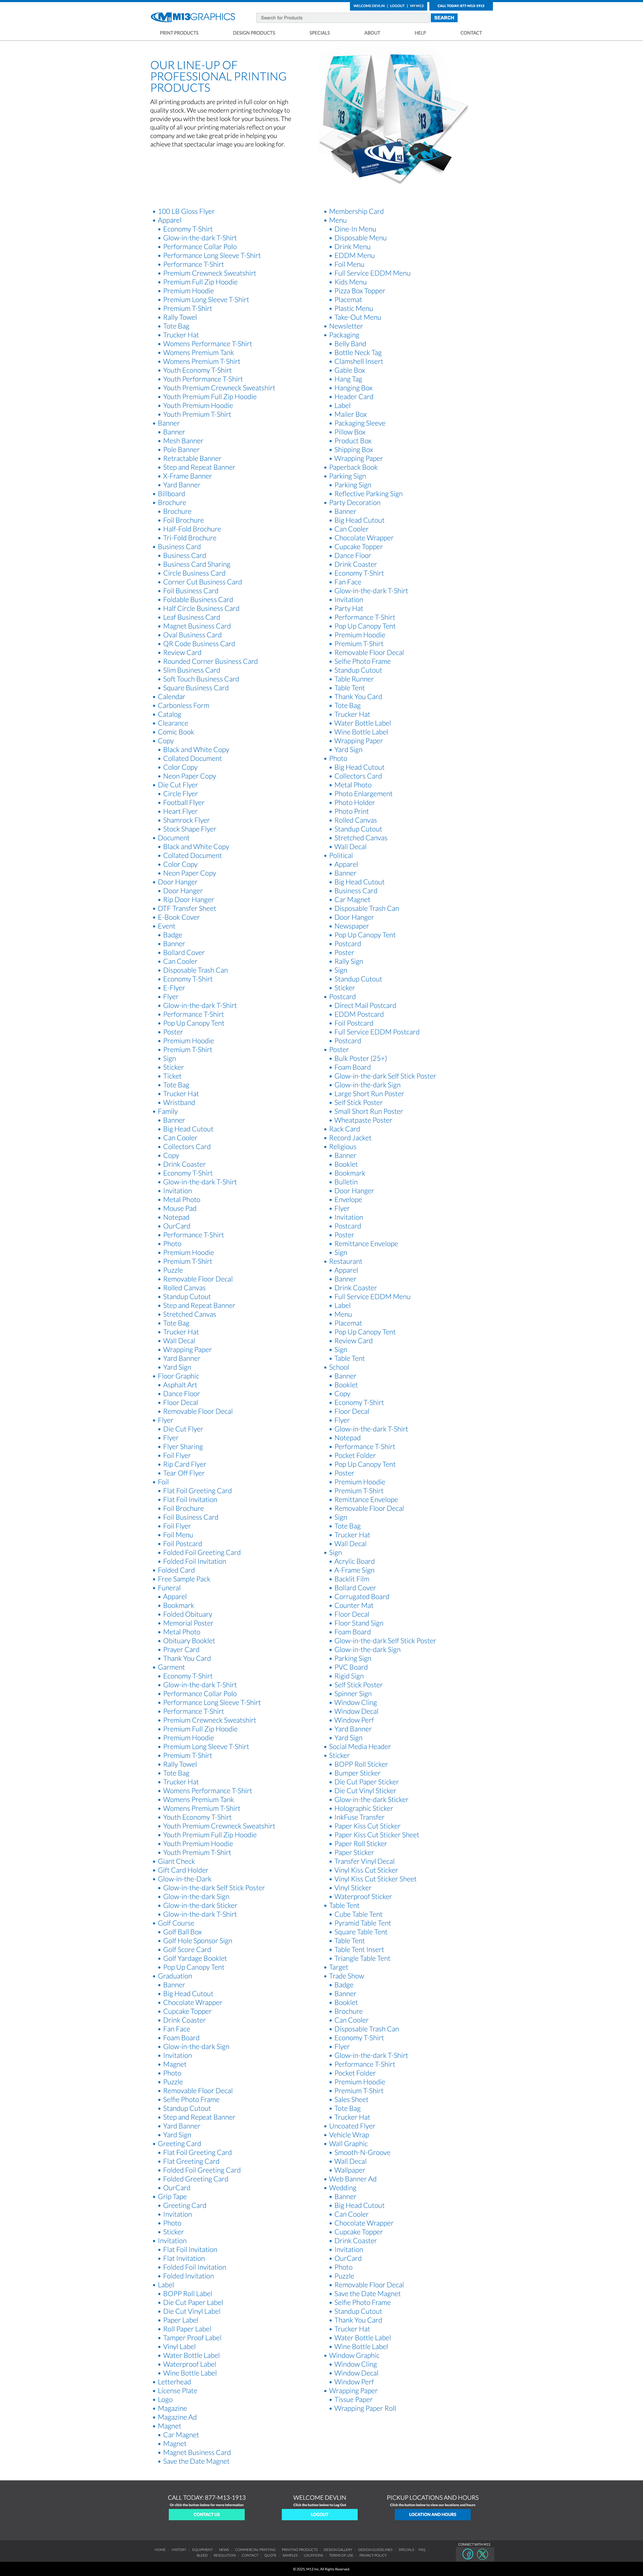 WELCOME DEVLIN | LOGOUT | MY M13
CALL TODAY: 877-M13-1913
M13 GRAPHICS
Search for Products
SEARCH
PRINT PRODUCTS
DESIGN PRODUCTS
SPECIALS
ABOUT
HELP
CONTACT
OUR LINE-UP OF
PROFESSIONAL PRINTING
PRODUCTS
All printing products are printed in full color on high
quality stock. We use modern printing technology to
provide you with the best look for your business. The
quality of all your printing materials reflect on your
company and we take great pride in helping you
achieve that spectacular image you are looking for.
100 LB Gloss Flyer
Apparel
Economy T-Shirt
Glow-in-the-dark T-Shirt
Performance Collar Polo
Performance Long Sleeve T-Shirt
Performance T-Shirt
Premium Crewneck Sweatshirt
Premium Full Zip Hoodie
Premium Hoodie
Premium Long Sleeve T-Shirt
Premium T-Shirt
Rally Towel
Tote Bag
Trucker Hat
Womens Performance T-Shirt
Womens Premium Tank
Womens Premium T-Shirt
Youth Economy T-Shirt
Youth Performance T-Shirt
Youth Premium Crewneck Sweatshirt
Youth Premium Full Zip Hoodie
Youth Premium Hoodie
Youth Premium T-Shirt
Banner
Banner
Mesh Banner
Pole Banner
Retractable Banner
Step and Repeat Banner
X-Frame Banner
Yard Banner
Billboard
Brochure
Brochure
Foil Brochure
Half-Fold Brochure
Tri-Fold Brochure
Business Card
Business Card
Business Card Sharing
Circle Business Card
Corner Cut Business Card
Foil Business Card
Foldable Business Card
Half Circle Business Card
Leaf Business Card
Magnet Business Card
Oval Business Card
QR Code Business Card
Review Card
Rounded Corner Business Card
Slim Business Card
Soft Touch Business Card
Square Business Card
Calendar
Carbonless Form
Catalog
Clearance
Comic Book
Copy
Black and White Copy
Collated Document
Color Copy
Neon Paper Copy
Die Cut Flyer
Circle Flyer
Football Flyer
Heart Flyer
Shamrock Flyer
Stock Shape Flyer
Document
Black and White Copy
Collated Document
Color Copy
Neon Paper Copy
Door Hanger
Door Hanger
Rip Door Hanger
DTF Transfer Sheet
E-Book Cover
Event
Badge
Banner
Bollard Cover
Can Cooler
Disposable Trash Can
Economy T-Shirt
E-Flyer
Flyer
Glow-in-the-dark T-Shirt
Performance T-Shirt
Pop Up Canopy Tent
Poster
Premium Hoodie
Premium T-Shirt
Sign
Sticker
Ticket
Tote Bag
Trucker Hat
Wristband
Family
Banner
Big Head Cutout
Can Cooler
Collectors Card
Copy
Drink Coaster
Economy T-Shirt
Glow-in-the-dark T-Shirt
Invitation
Metal Photo
Mouse Pad
Notepad
OurCard
Performance T-Shirt
Photo
Premium Hoodie
Premium T-Shirt
Puzzle
Removable Floor Decal
Rolled Canvas
Standup Cutout
Step and Repeat Banner
Stretched Canvas
Tote Bag
Trucker Hat
Wall Decal
Wrapping Paper
Yard Banner
Yard Sign
Floor Graphic
Asphalt Art
Dance Floor
Floor Decal
Removable Floor Decal
Flyer
Die Cut Flyer
Flyer
Flyer Sharing
Foil Flyer
Rip Card Flyer
Tear Off Flyer
Foil
Flat Foil Greeting Card
Flat Foil Invitation
Foil Brochure
Foil Business Card
Foil Flyer
Foil Menu
Foil Postcard
Folded Foil Greeting Card
Folded Foil Invitation
Folded Card
Free Sample Pack
Funeral
Apparel
Bookmark
Folded Obituary
Memorial Poster
Metal Photo
Obituary Booklet
Prayer Card
Thank You Card
Garment
Economy T-Shirt
Glow-in-the-dark T-Shirt
Performance Collar Polo
Performance Long Sleeve T-Shirt
Performance T-Shirt
Premium Crewneck Sweatshirt
Premium Full Zip Hoodie
Premium Hoodie
Premium Long Sleeve T-Shirt
Premium T-Shirt
Rally Towel
Tote Bag
Trucker Hat
Womens Performance T-Shirt
Womens Premium Tank
Womens Premium T-Shirt
Youth Economy T-Shirt
Youth Premium Crewneck Sweatshirt
Youth Premium Full Zip Hoodie
Youth Premium Hoodie
Youth Premium T-Shirt
Giant Check
Gift Card Holder
Glow-in-the-Dark
Glow-in-the-dark Self Stick Poster
Glow-in-the-dark Sign
Glow-in-the-dark Sticker
Glow-in-the-dark T-Shirt
Golf Course
Golf Ball Box
Golf Hole Sponsor Sign
Golf Score Card
Golf Yardage Booklet
Pop Up Canopy Tent
Graduation
Banner
Big Head Cutout
Chocolate Wrapper
Cupcake Topper
Drink Coaster
Fan Face
Foam Board
Glow-in-the-dark Sign
Invitation
Magnet
Photo
Puzzle
Removable Floor Decal
Selfie Photo Frame
Standup Cutout
Step and Repeat Banner
Yard Banner
Yard Sign
Greeting Card
Flat Foil Greeting Card
Flat Greeting Card
Folded Foil Greeting Card
Folded Greeting Card
OurCard
Grip Tape
Greeting Card
Invitation
Photo
Sticker
Invitation
Flat Foil Invitation
Flat Invitation
Folded Foil Invitation
Folded Invitation
Label
BOPP Roll Label
Die Cut Paper Label
Die Cut Vinyl Label
Paper Label
Roll Paper Label
Tamper Proof Label
Vinyl Label
Water Bottle Label
Waterproof Label
Wine Bottle Label
Letterhead
License Plate
Logo
Magazine
Magazine Ad
Magnet
Car Magnet
Magnet
Magnet Business Card
Save the Date Magnet
Membership Card
Menu
Dine-In Menu
Disposable Menu
Drink Menu
EDDM Menu
Foil Menu
Full Service EDDM Menu
Kids Menu
Pizza Box Topper
Placemat
Plastic Menu
Take-Out Menu
Newsletter
Packaging
Belly Band
Bottle Neck Tag
Clamshell Insert
Gable Box
Hang Tag
Hanging Box
Header Card
Label
Mailer Box
Packaging Sleeve
Pillow Box
Product Box
Shipping Box
Wrapping Paper
Paperback Book
Parking Sign
Parking Sign
Reflective Parking Sign
Party Decoration
Banner
Big Head Cutout
Can Cooler
Chocolate Wrapper
Cupcake Topper
Dance Floor
Drink Coaster
Economy T-Shirt
Fan Face
Glow-in-the-dark T-Shirt
Invitation
Party Hat
Performance T-Shirt
Pop Up Canopy Tent
Premium Hoodie
Premium T-Shirt
Removable Floor Decal
Selfie Photo Frame
Standup Cutout
Table Runner
Table Tent
Thank You Card
Tote Bag
Trucker Hat
Water Bottle Label
Wine Bottle Label
Wrapping Paper
Yard Sign
Photo
Big Head Cutout
Collectors Card
Metal Photo
Photo Enlargement
Photo Holder
Photo Print
Rolled Canvas
Standup Cutout
Stretched Canvas
Wall Decal
Political
Apparel
Banner
Big Head Cutout
Business Card
Car Magnet
Disposable Trash Can
Door Hanger
Newspaper
Pop Up Canopy Tent
Postcard
Poster
Rally Sign
Sign
Standup Cutout
Sticker
Postcard
Direct Mail Postcard
EDDM Postcard
Foil Postcard
Full Service EDDM Postcard
Postcard
Poster
Bulk Poster (25+)
Foam Board
Glow-in-the-dark Self Stick Poster
Glow-in-the-dark Sign
Large Short Run Poster
Self Stick Poster
Small Short Run Poster
Wheatpaste Poster
Rack Card
Record Jacket
Religious
Banner
Booklet
Bookmark
Bulletin
Door Hanger
Envelope
Flyer
Invitation
Postcard
Poster
Remittance Envelope
Sign
Restaurant
Apparel
Banner
Drink Coaster
Full Service EDDM Menu
Label
Menu
Placemat
Pop Up Canopy Tent
Review Card
Sign
Table Tent
School
Banner
Booklet
Copy
Economy T-Shirt
Floor Decal
Flyer
Glow-in-the-dark T-Shirt
Notepad
Performance T-Shirt
Pocket Folder
Pop Up Canopy Tent
Poster
Premium Hoodie
Premium T-Shirt
Remittance Envelope
Removable Floor Decal
Sign
Tote Bag
Trucker Hat
Wall Decal
Sign
Acrylic Board
A-Frame Sign
Backlit Film
Bollard Cover
Corrugated Board
Counter Mat
Floor Decal
Floor Stand Sign
Foam Board
Glow-in-the-dark Self Stick Poster
Glow-in-the-dark Sign
Parking Sign
PVC Board
Rigid Sign
Self Stick Poster
Spinner Sign
Window Cling
Window Decal
Window Perf
Yard Banner
Yard Sign
Social Media Header
Sticker
BOPP Roll Sticker
Bumper Sticker
Die Cut Paper Sticker
Die Cut Vinyl Sticker
Glow-in-the-dark Sticker
Holographic Sticker
InkFuse Transfer
Paper Kiss Cut Sticker
Paper Kiss Cut Sticker Sheet
Paper Roll Sticker
Paper Sticker
Transfer Vinyl Decal
Vinyl Kiss Cut Sticker
Vinyl Kiss Cut Sticker Sheet
Vinyl Sticker
Waterproof Sticker
Table Tent
Cube Table Tent
Pyramid Table Tent
Square Table Tent
Table Tent
Table Tent Insert
Triangle Table Tent
Target
Trade Show
Badge
Banner
Booklet
Brochure
Can Cooler
Disposable Trash Can
Economy T-Shirt
Flyer
Glow-in-the-dark T-Shirt
Performance T-Shirt
Pocket Folder
Premium Hoodie
Premium T-Shirt
Sales Sheet
Tote Bag
Trucker Hat
Uncoated Flyer
Vehicle Wrap
Wall Graphic
Smooth-N-Groove
Wall Decal
Wallpaper
Web Banner Ad
Wedding
Banner
Big Head Cutout
Can Cooler
Chocolate Wrapper
Cupcake Topper
Drink Coaster
Invitation
OurCard
Photo
Puzzle
Removable Floor Decal
Save the Date Magnet
Selfie Photo Frame
Standup Cutout
Thank You Card
Trucker Hat
Water Bottle Label
Wine Bottle Label
Window Graphic
Window Cling
Window Decal
Window Perf
Wrapping Paper
Tissue Paper
Wrapping Paper Roll
CALL TODAY: 877-M13-1913
Or click the button below for more information
CONTACT US
WELCOME DEVLIN
Click the button below to Log Out
LOGOUT
PICKUP LOCATIONS AND HOURS
Click the button below to view our locations and hours
LOCATION AND HOURS
HOME HISTORY EQUIPMENT NEWS COMMERCIAL PRINTING PRINTING PRODUCTS DESIGN GALLERY DESIGN GUIDELINES SPECIALS FAQ
BLEED RESOLUTION CONTACT QUOTE SAMPLES LOCATIONS TERMS OF USE PRIVACY POLICY
CONNECT WITH M13
© 2025, M13 Inc. All Rights Reserved.